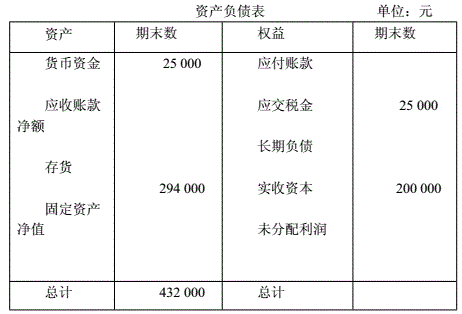 资产负债表 单位：元
资产 期末数 权益 期末数
货币资金 25 000 应付账款
应收账款 应交税金 25 000
净额
长期负债
存货
294 000 实收资本 200 000
固定资产
净值 未分配利润
总计 432 000 总计